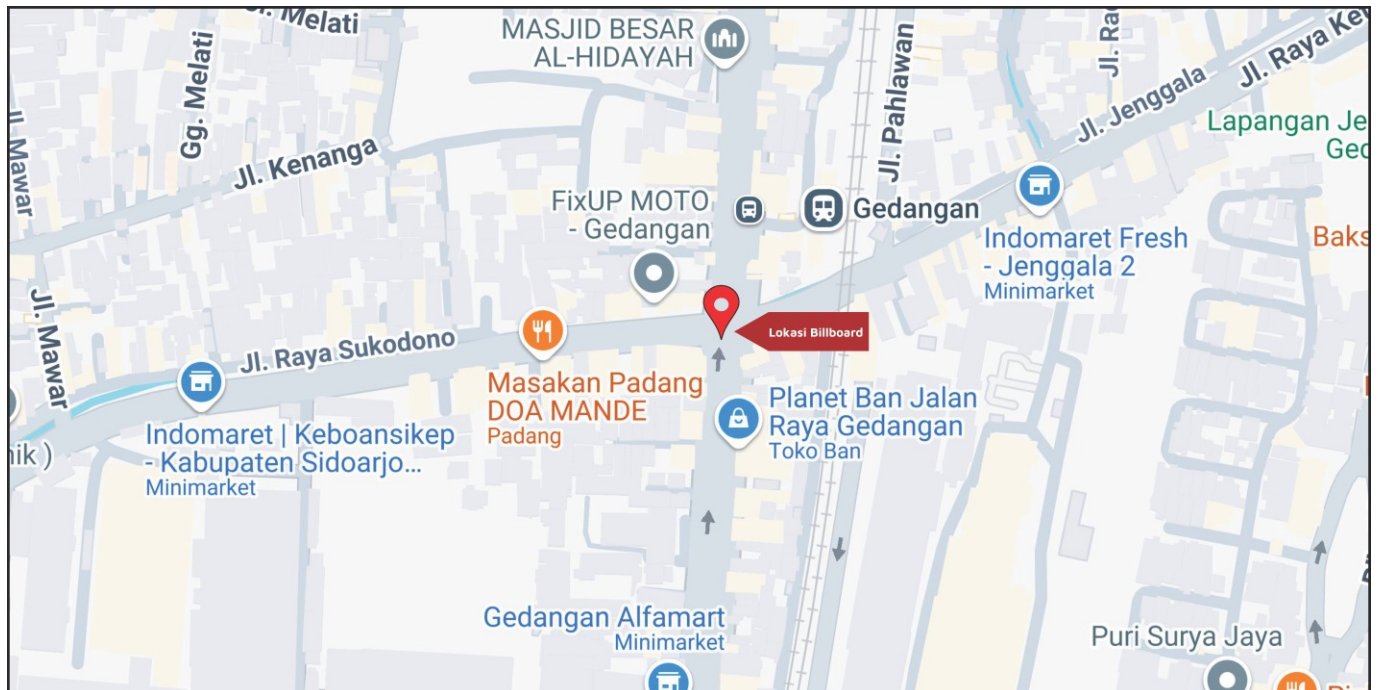 Jl. Melati
MASJID BESAR
AL-HIDAYAH
Gg. Melati
Jl. Mawar
Jl. Kenanga
Jl. Pahlawan
Jl. Jenggala
Jl. Raya Ke
Jl. Ra
Lapangan Je
Ged
FixUP MOTO
- Gedangan
Gedangan
Indomaret Fresh
- Jenggala 2
Minimarket
Baks
Jl. Mawar
Jl. Raya Sukodono
Lokasi Billboard
Masakan Padang
DOA MANDE
Padang
Planet Ban Jalan
Raya Gedangan
Toko Ban
Indomaret | Keboansikep
- Kabupaten Sidoarjo...
Minimarket
ik )
Gedangan Alfamart
Minimarket
Puri Surya Jaya